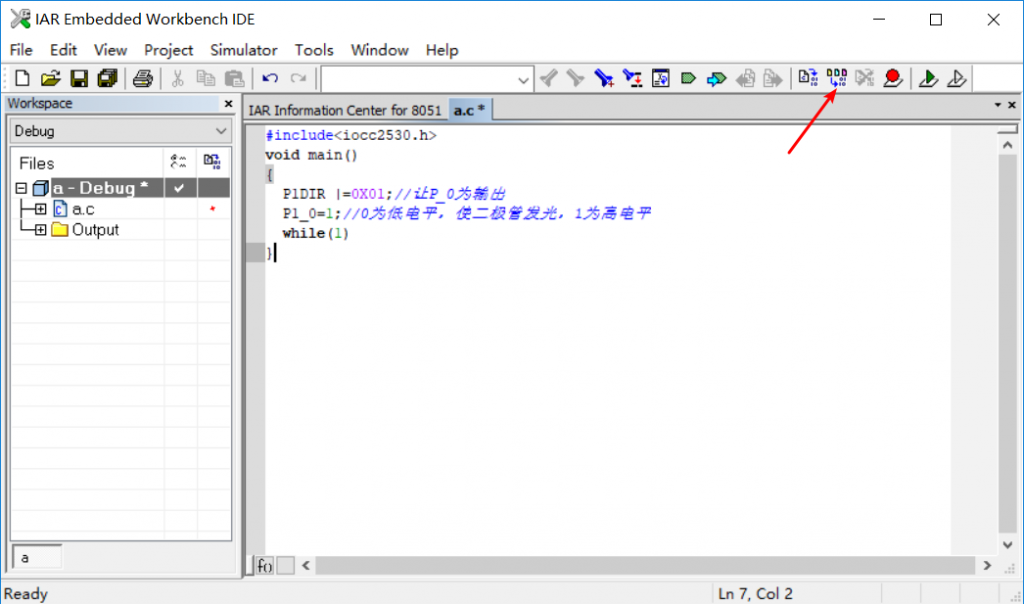 IAR Embedded Workbench IDE
File Edit View Project Simulator Tools Window Help
Workspace
IAR Information Center for 8051 a.c *
Debug
Files
a - Debug *
a.c
Output
#include<iocc2530.h>
void main()
{
P1DIR |=0X01;//让P_0为输出
P1_0=1;//0为低电平，使二极管发光，1为高电平
while(1)
}
a
f()
Ready
Ln 7, Col 2